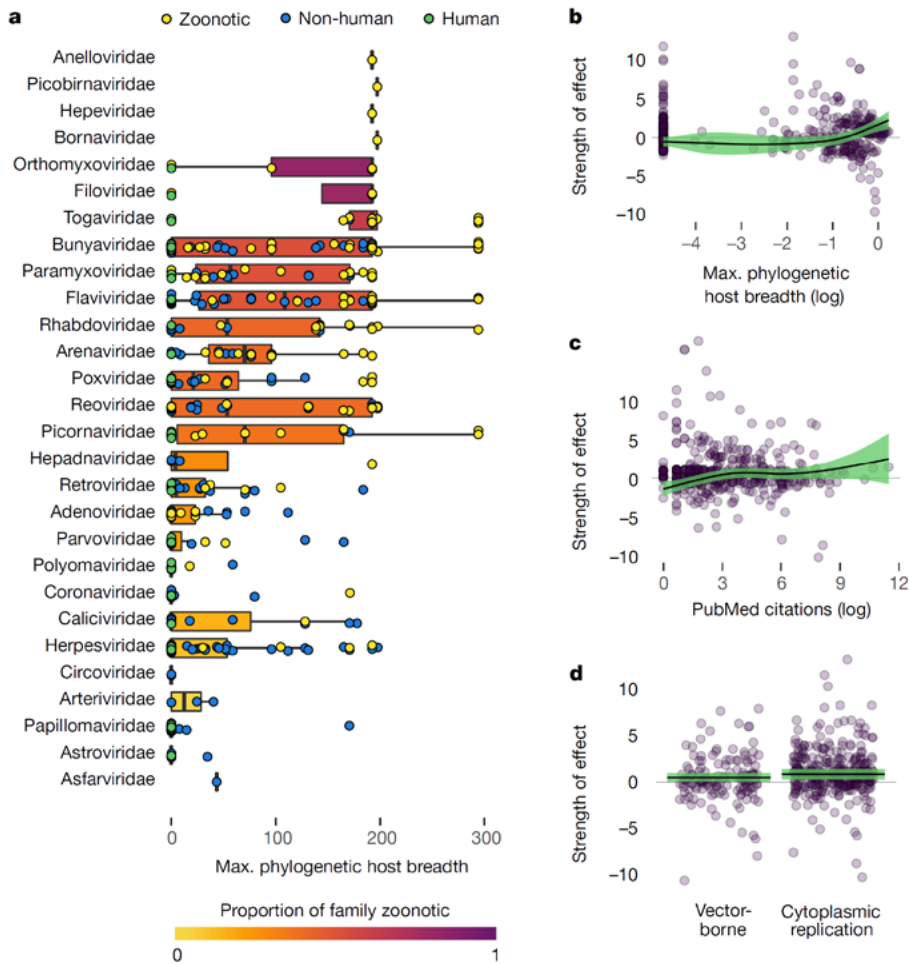 a
Zoonotic
Non-human
Human
Anelloviridae
Picobirnaviridae
Hepeviridae
Bornaviridae
Orthomyxoviridae
Filoviridae
Togaviridae
Bunyaviridae
Paramyxoviridae
Flaviviridae
Rhabdoviridae
Arenaviridae
Poxviridae
Reoviridae
Picornaviridae
Hepadnaviridae
Retroviridae
Adenoviridae
Parvoviridae
Polyomaviridae
Coronaviridae
Caliciviridae
Herpesviridae
Circoviridae
Arteriviridae
Papillomaviridae
Astroviridae
Asfarviridae
0 100 200 300
Max. phylogenetic host breadth
Proportion of family zoonotic
0 1
b
Strength of effect
10
5
0
−5
−10
−4 −3 −2 −1 0
Max. phylogenetic
host breadth (log)
c
Strength of effect
10
5
0
−5
−10
0 3 6 9 12
PubMed citations (log)
d
Strength of effect
10
5
0
−5
−10
Vector-
borne
Cytoplasmic
replication